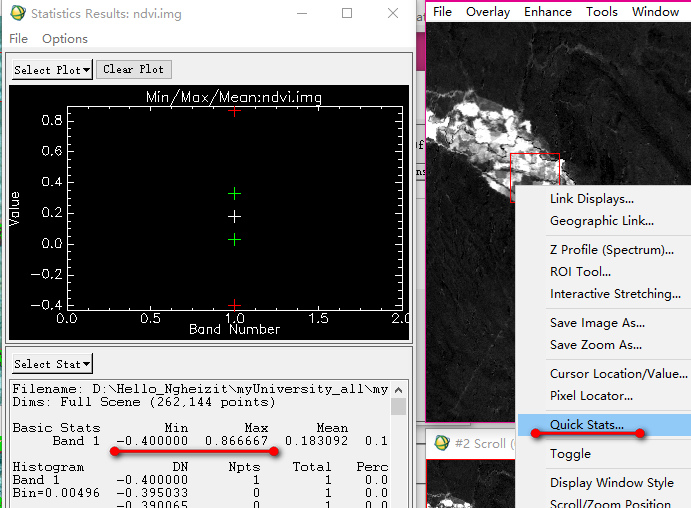 Statistics Results: ndvi.img
File Options
Select Plot Clear Plot
Min/Max/Mean:ndvi.img
0.8
0.6
0.4
0.2
0.0
-0.2
-0.4
Value
0.0 0.5 1.0 1.5 2.0
Band Number
Select Stat
Filename: D:\Hello_Ngheizit\myUniversity_all\my
Dims: Full Scene (262,144 points)
Basic Stats Min Max Mean
Band 1 -0.400000 0.866667 0.183092 0.1
Histogram DN Npts Total Perc
Band 1 -0.400000 1 1 0.0
Bin=0.00496 -0.395033 0 1 0.0
-0.390065 0 1 0.0
File Overlay Enhance Tools Window
Link Displays...
Geographic Link...
Z Profile (Spectrum)...
ROI Tool...
Interactive Stretching...
Save Image As...
Save Zoom As...
Cursor Location/Value...
Pixel Locator...
Quick Stats...
Toggle
Display Window Style
Scroll/Zoom Position
#2 Scroll (